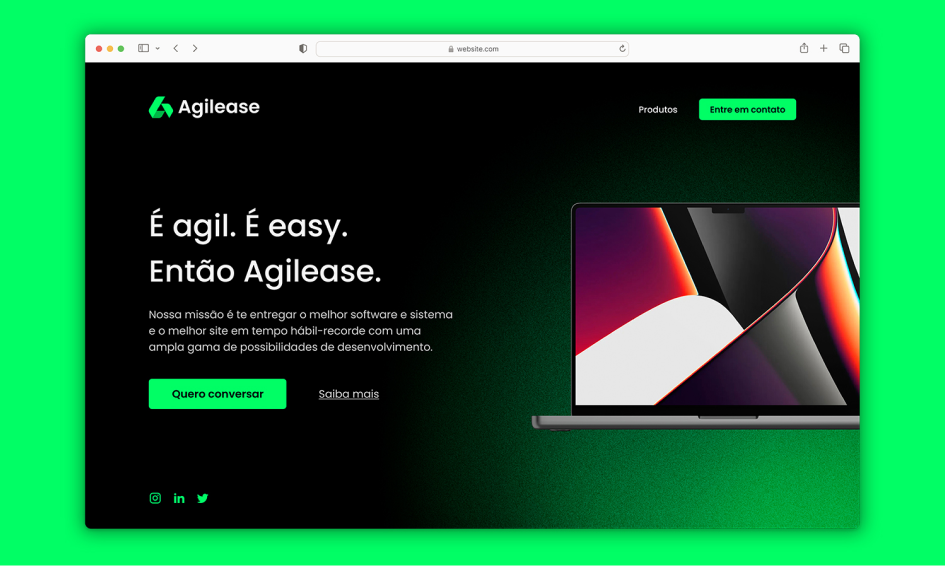 website.com
Agilease
Produtos
Entre em contato
É agil. É easy.
Então Agilease.
Nossa missão é te entregar o melhor software e sistema
e o melhor site em tempo hábil-recorde com uma
ampla gama de possibilidades de desenvolvimento.
Quero conversar
Saiba mais